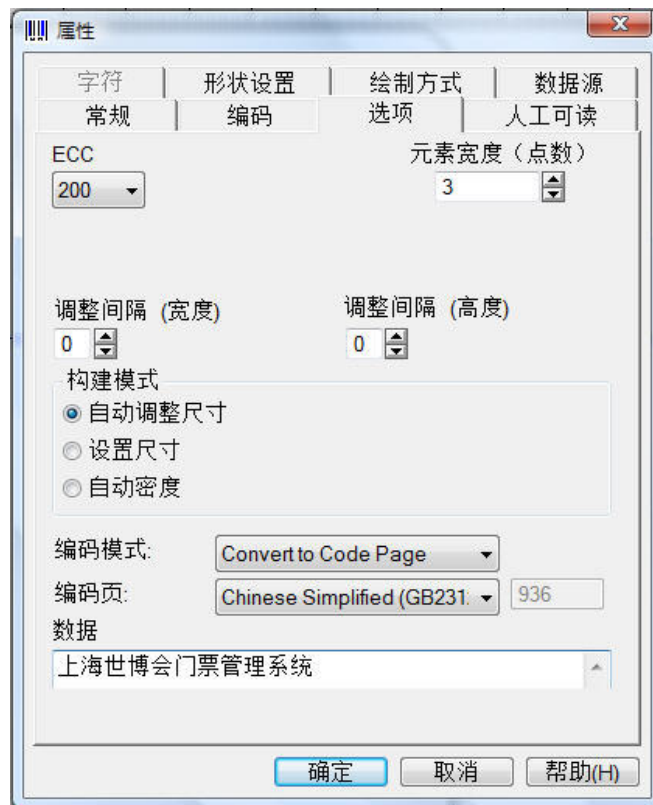 属性
字符 形状设置 绘制方式 数据源
常规 编码 选项 人工可读
ECC 元素宽度（点数）
200 3
调整间隔 (宽度) 调整间隔 (高度)
0 0
构建模式
自动调整尺寸
设置尺寸
自动密度
编码模式: Convert to Code Page
编码页: Chinese Simplified (GB231 936
数据
上海世博会门票管理系统
确定 取消 帮助(H)